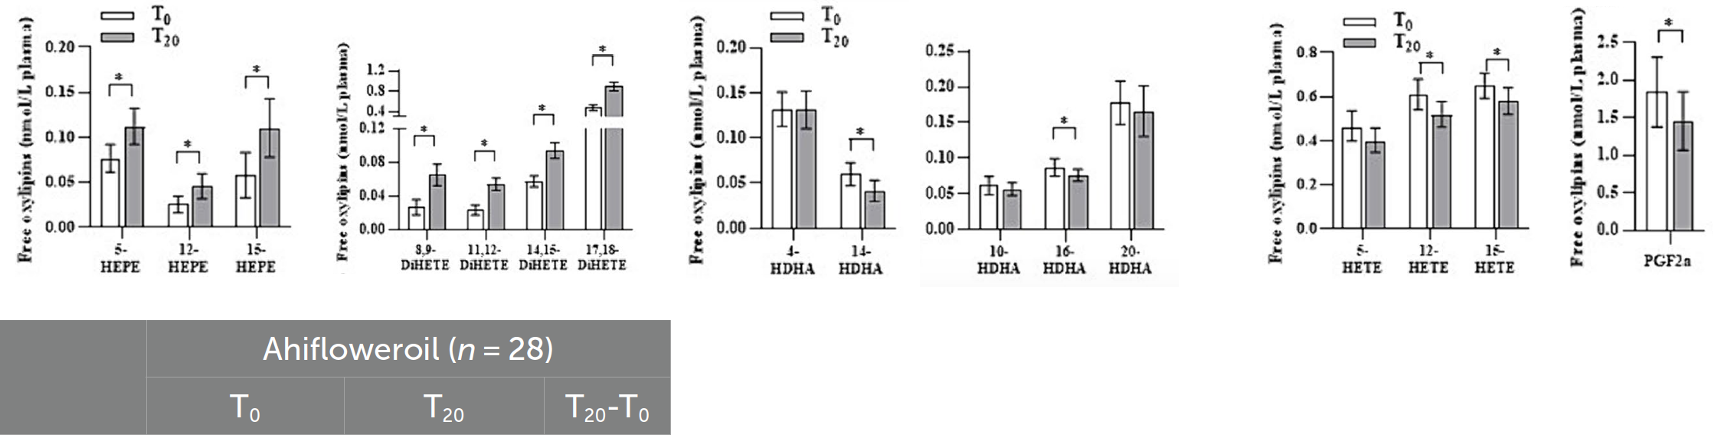 T0
T20
Free oxylipins (nmol/L plasma)
0.20
0.15
0.10
0.05
0.00
*
*
*
5-
HEPE
12-
HEPE
15-
HEPE
Free oxylipins (nmol/L plasma)
1.2
0.8
0.4
0.12
0.08
0.04
0.00
*
*
*
*
8,9-
DiHETE
11,12-
DiHETE
14,15-
DiHETE
17,18-
DiHETE
T0
T20
Free oxylipins (nmol/L plasma)
0.20
0.15
0.10
0.05
0.00
*
4-
HDHA
14-
HDHA
0.25
0.20
0.15
0.10
0.05
0.00
*
10-
HDHA
16-
HDHA
20-
HDHA
T0
T20
Free oxylipins (nmol/L plasma)
0.8
0.6
0.4
0.2
0.0
*
*
5-
HETE
12-
HETE
15-
HETE
Free oxylipins (nmol/L plasma)
2.5
2.0
1.5
1.0
0.5
0.0
*
PGF2a
Ahifloweroil (n = 28)
T0 T20 T20-T0